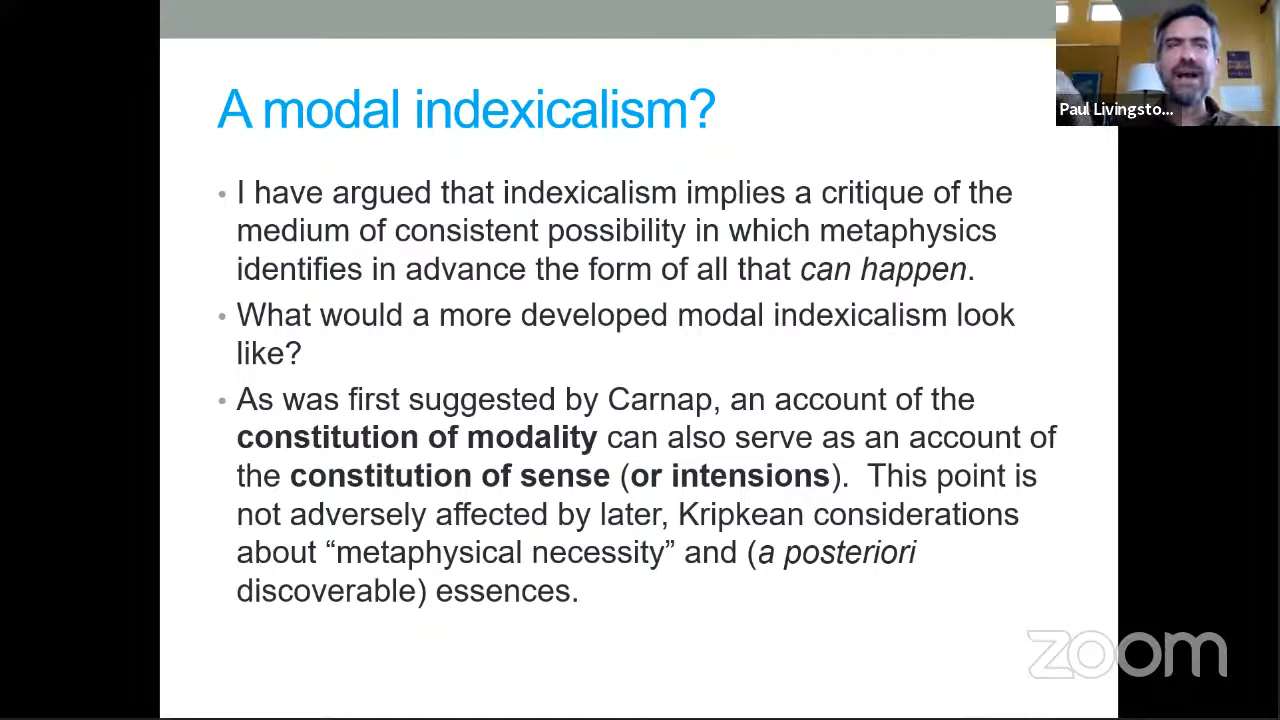 A modal indexicalism?
Paul Livingsto...
• I have argued that indexicalism implies a critique of the
medium of consistent possibility in which metaphysics
identifies in advance the form of all that can happen.
• What would a more developed modal indexicalism look
like?
• As was first suggested by Carnap, an account of the
constitution of modality can also serve as an account of
the constitution of sense (or intensions).  This point is
not adversely affected by later, Kripkean considerations
about “metaphysical necessity” and (a posteriori
discoverable) essences.
zoom